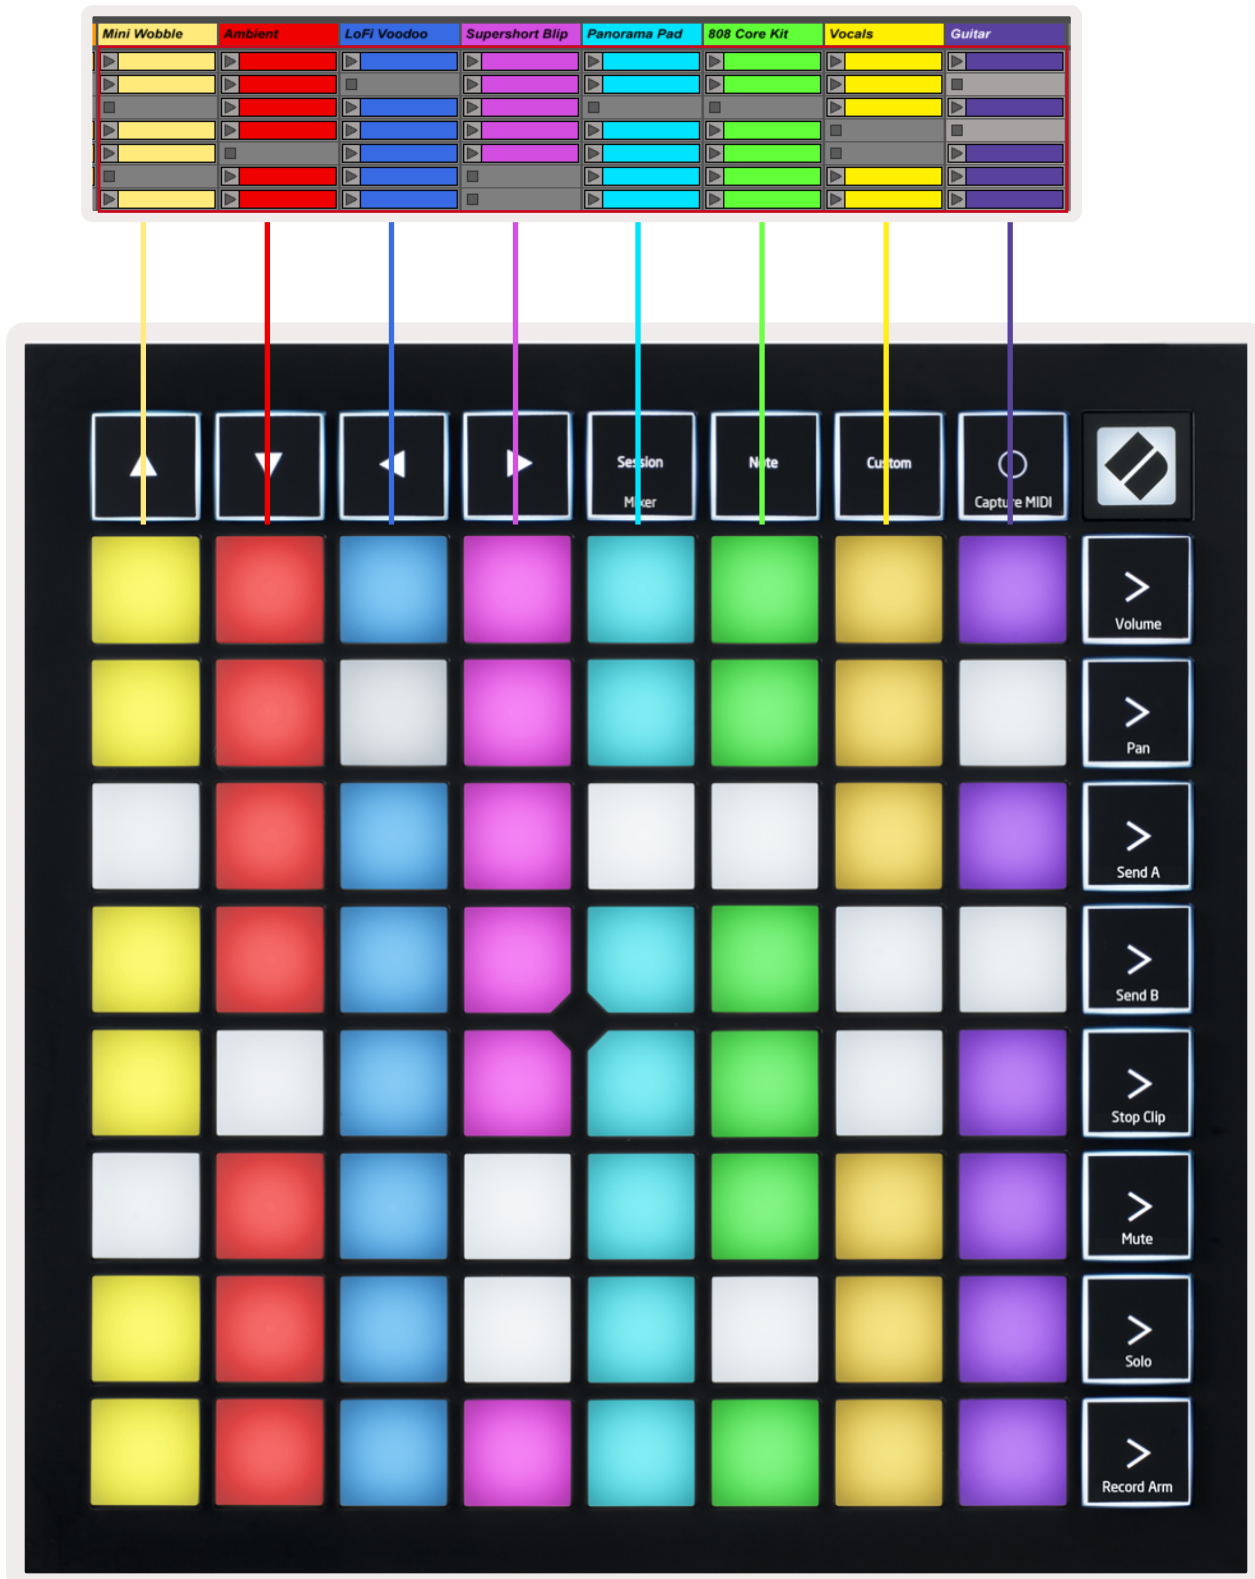 Mini Wobble
Ambient
LoFi Voodoo
Supershort Blip
Panorama Pad
808 Core Kit
Vocals
Guitar
Session
Mixer
Note
Custom
Capture MIDI
Volume
Pan
Send A
Send B
Stop Clip
Mute
Solo
Record Arm